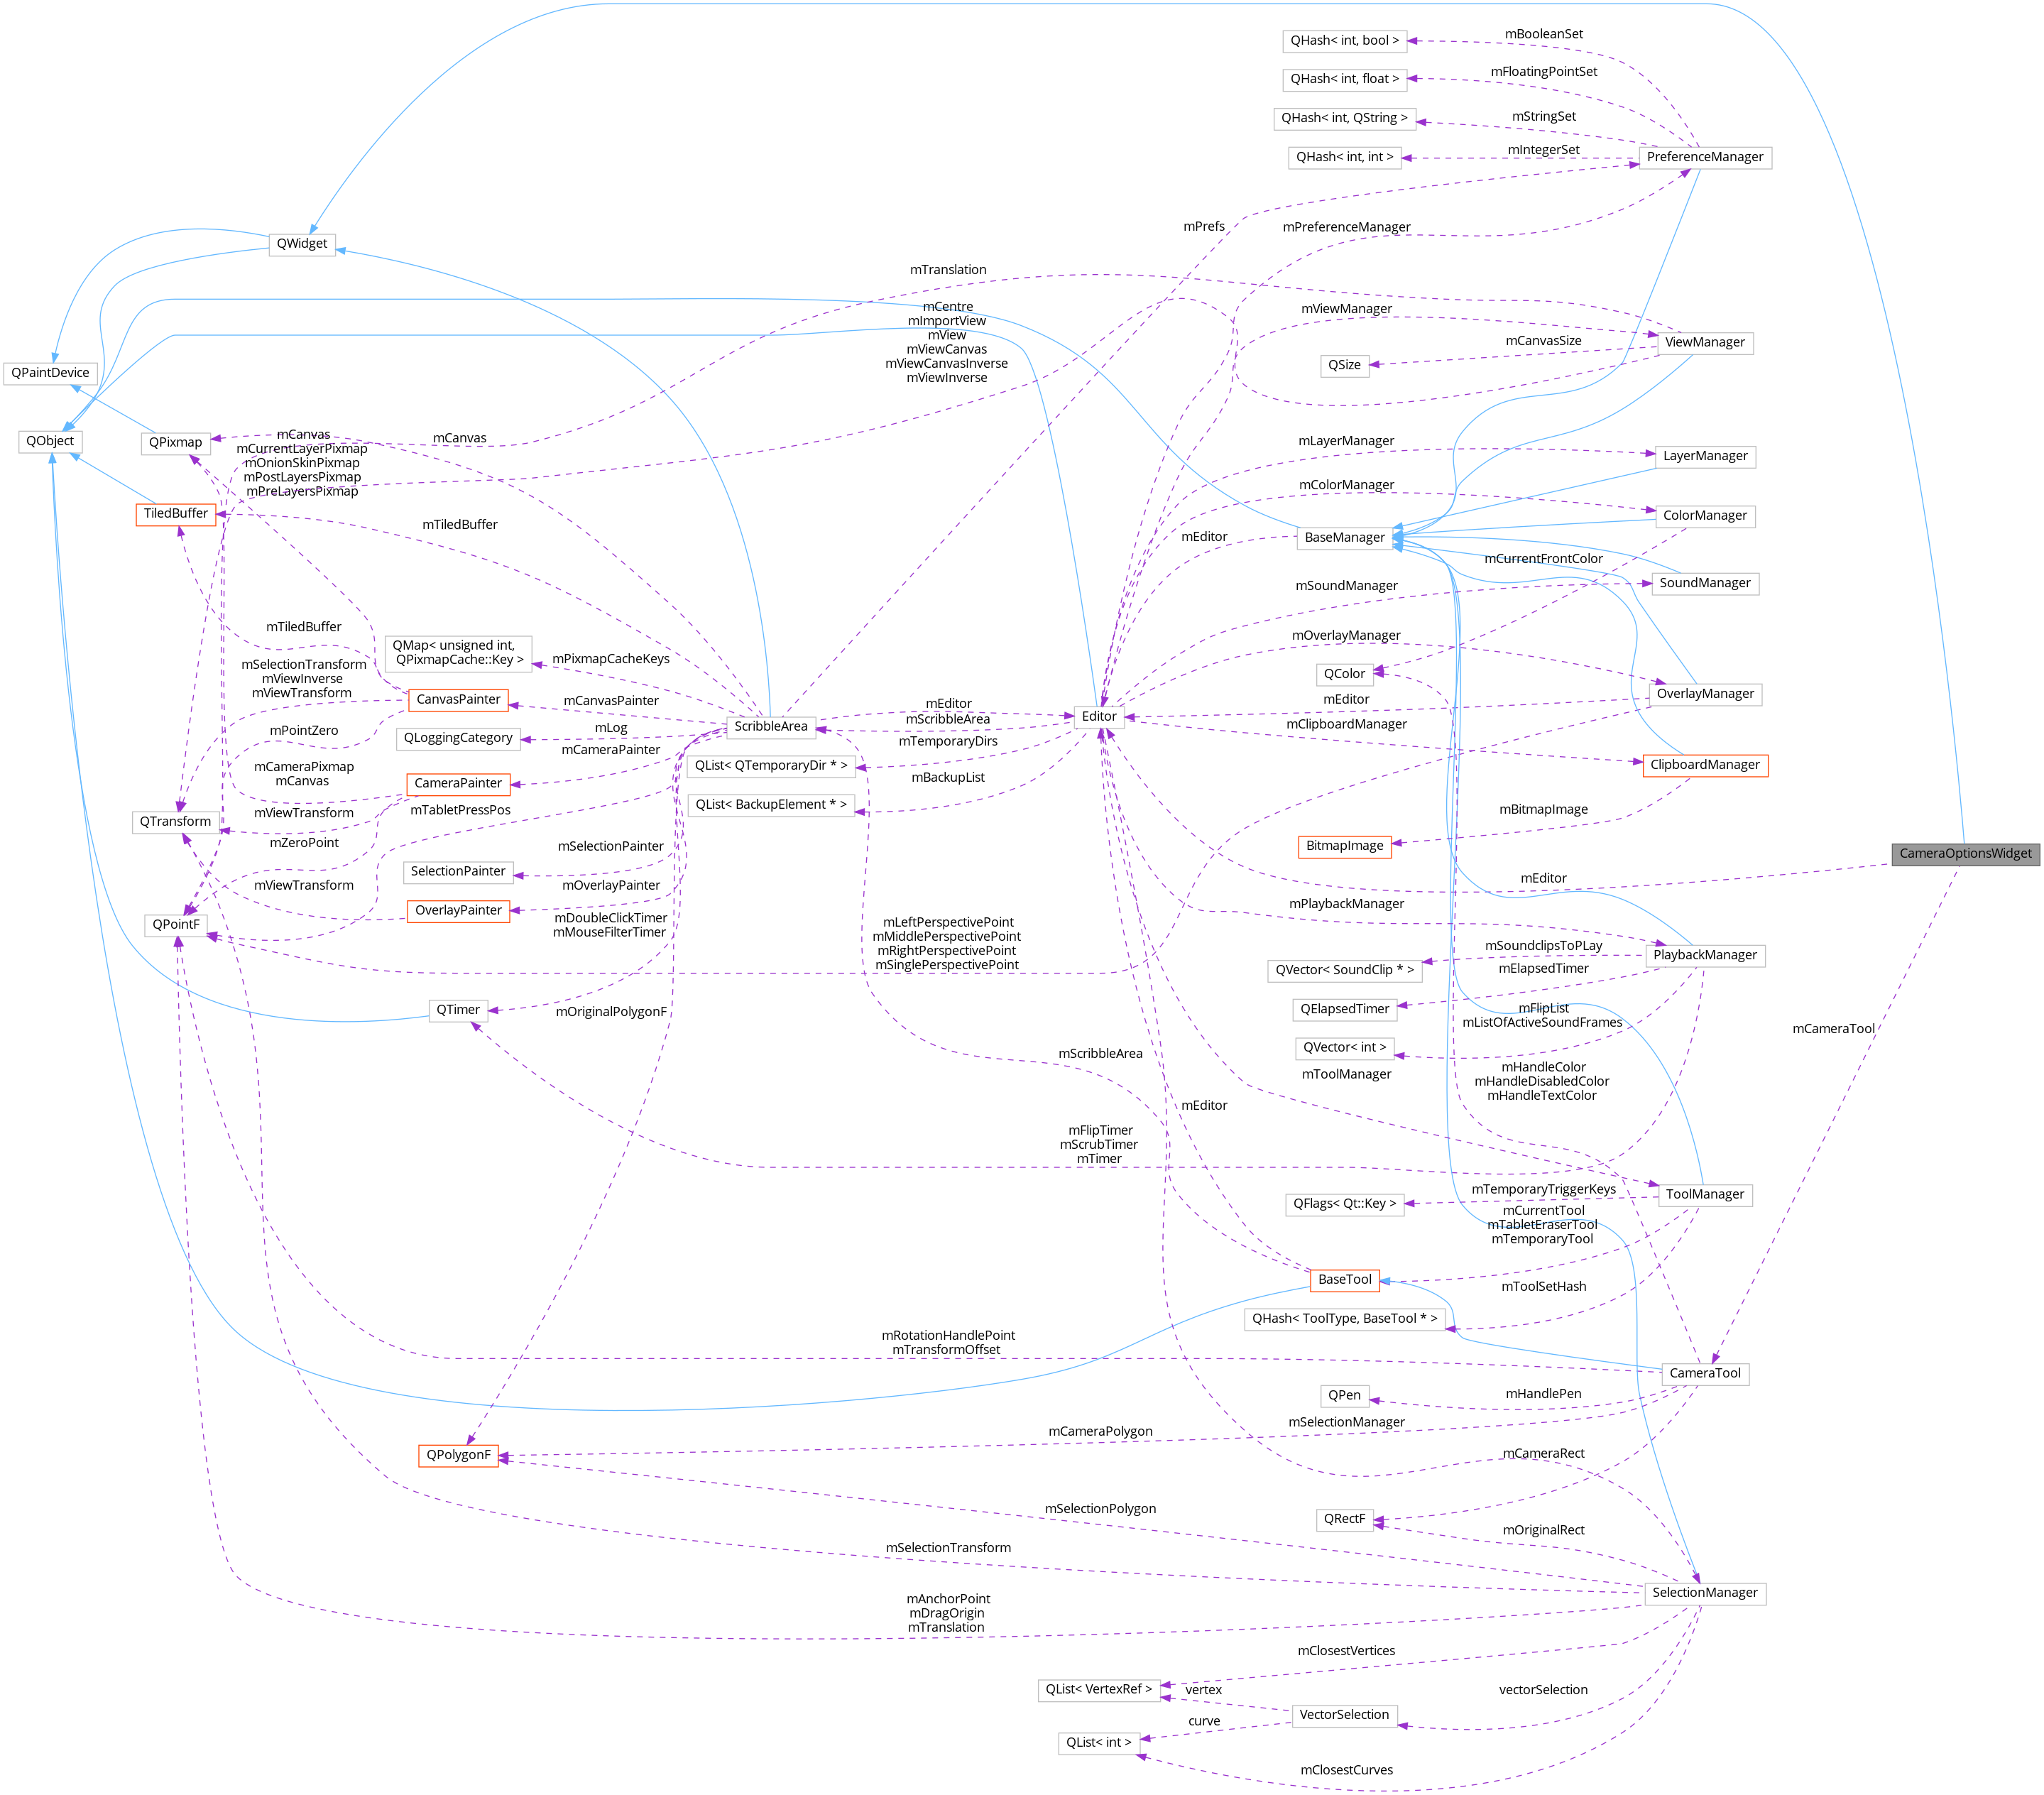 mBooleanSet
QHash< int, bool >
mFloatingPointSet
QHash< int, float >
mStringSet
QHash< int, QString >
mIntegerSet
QHash< int, int >
PreferenceManager
mPrefs
mPreferenceManager
QWidget
mTranslation
mCentre
mImportView
mView
mViewCanvas
mViewCanvasInverse
mViewInverse
mViewManager
mCanvasSize
ViewManager
QSize
QPaintDevice
QObject
QPixmap
mCanvas
mCurrentLayerPixmap
mOnionSkinPixmap
mPostLayersPixmap
mPreLayersPixmap
mCanvas
mLayerManager
LayerManager
mColorManager
ColorManager
TiledBuffer
mTiledBuffer
mEditor
BaseManager
mCurrentFrontColor
mSoundManager
SoundManager
mTiledBuffer
QMap< unsigned int,
QPixmapCache::Key >
mPixmapCacheKeys
mOverlayManager
QColor
OverlayManager
mSelectionTransform
mViewInverse
mViewTransform
CanvasPainter
mCanvasPainter
ScribbleArea
mEditor
mScribbleArea
Editor
mEditor
mClipboardManager
mPointZero
QLoggingCategory
mLog
mCameraPainter
mTemporaryDirs
QList< QTemporaryDir * >
ClipboardManager
mCameraPixmap
mCanvas
CameraPainter
mBackupList
QList< BackupElement * >
mTabletPressPos
mBitmapImage
QTransform
mViewTransform
mZeroPoint
mSelectionPainter
SelectionPainter
BitmapImage
CameraOptionsWidget
mViewTransform
mOverlayPainter
OverlayPainter
mEditor
mPlaybackManager
QPointF
mDoubleClickTimer
mMouseFilterTimer
mLeftPerspectivePoint
mMiddlePerspectivePoint
mRightPerspectivePoint
mSinglePerspectivePoint
mSoundclipsToPLay
PlaybackManager
QVector< SoundClip * >
mElapsedTimer
QTimer
mOriginalPolygonF
QElapsedTimer
mFlipList
mListOfActiveSoundFrames
mCameraTool
QVector< int >
mScribbleArea
mToolManager
mHandleColor
mHandleDisabledColor
mHandleTextColor
mEditor
mFlipTimer
mScrubTimer
mTimer
mTemporaryTriggerKeys
ToolManager
QFlags< Qt::Key >
mCurrentTool
mTabletEraserTool
mTemporaryTool
BaseTool
mToolSetHash
QHash< ToolType, BaseTool * >
mRotationHandlePoint
mTransformOffset
CameraTool
QPen
mHandlePen
mSelectionManager
mCameraPolygon
QPolygonF
mCameraRect
mSelectionPolygon
QRectF
mOriginalRect
mSelectionTransform
SelectionManager
mAnchorPoint
mDragOrigin
mTranslation
mClosestVertices
QList< VertexRef >
vertex
vectorSelection
VectorSelection
curve
QList< int >
mClosestCurves